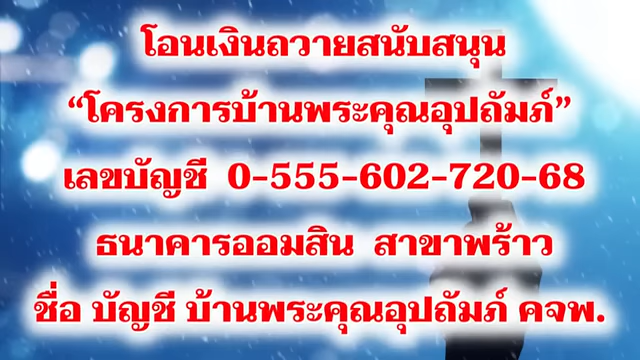 โอนเงินถวายสนับสนุน
“โครงการบ้านพระคุณอุปถัมภ์”
เลขบัญชี 0-555-602-720-68
ธนาคารออมสิน สาขาพร้าว
ชื่อ บัญชี บ้านพระคุณอุปถัมภ์ คจพ.